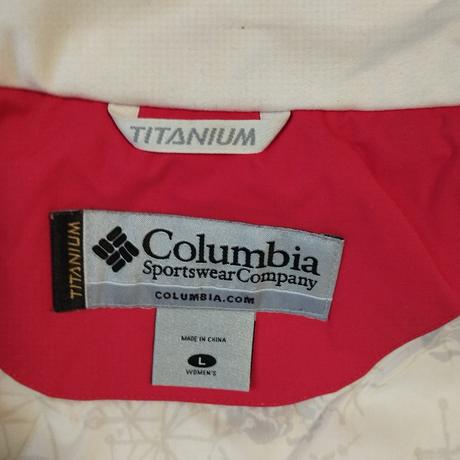 TITANIUM
TITANIUM
Columbia
Sportswear Company
COLUMBIA.COM
MADE IN CHINA
L
WOMEN'S